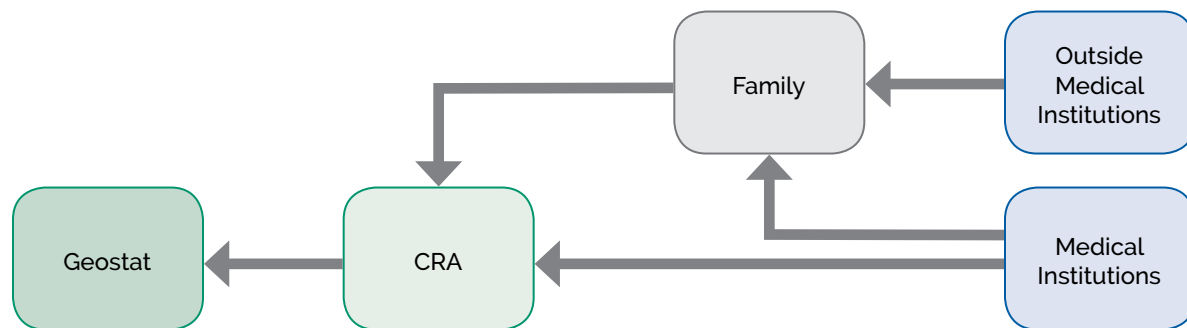 Family
Outside
Medical
Institutions
Geostat
CRA
Medical
Institutions